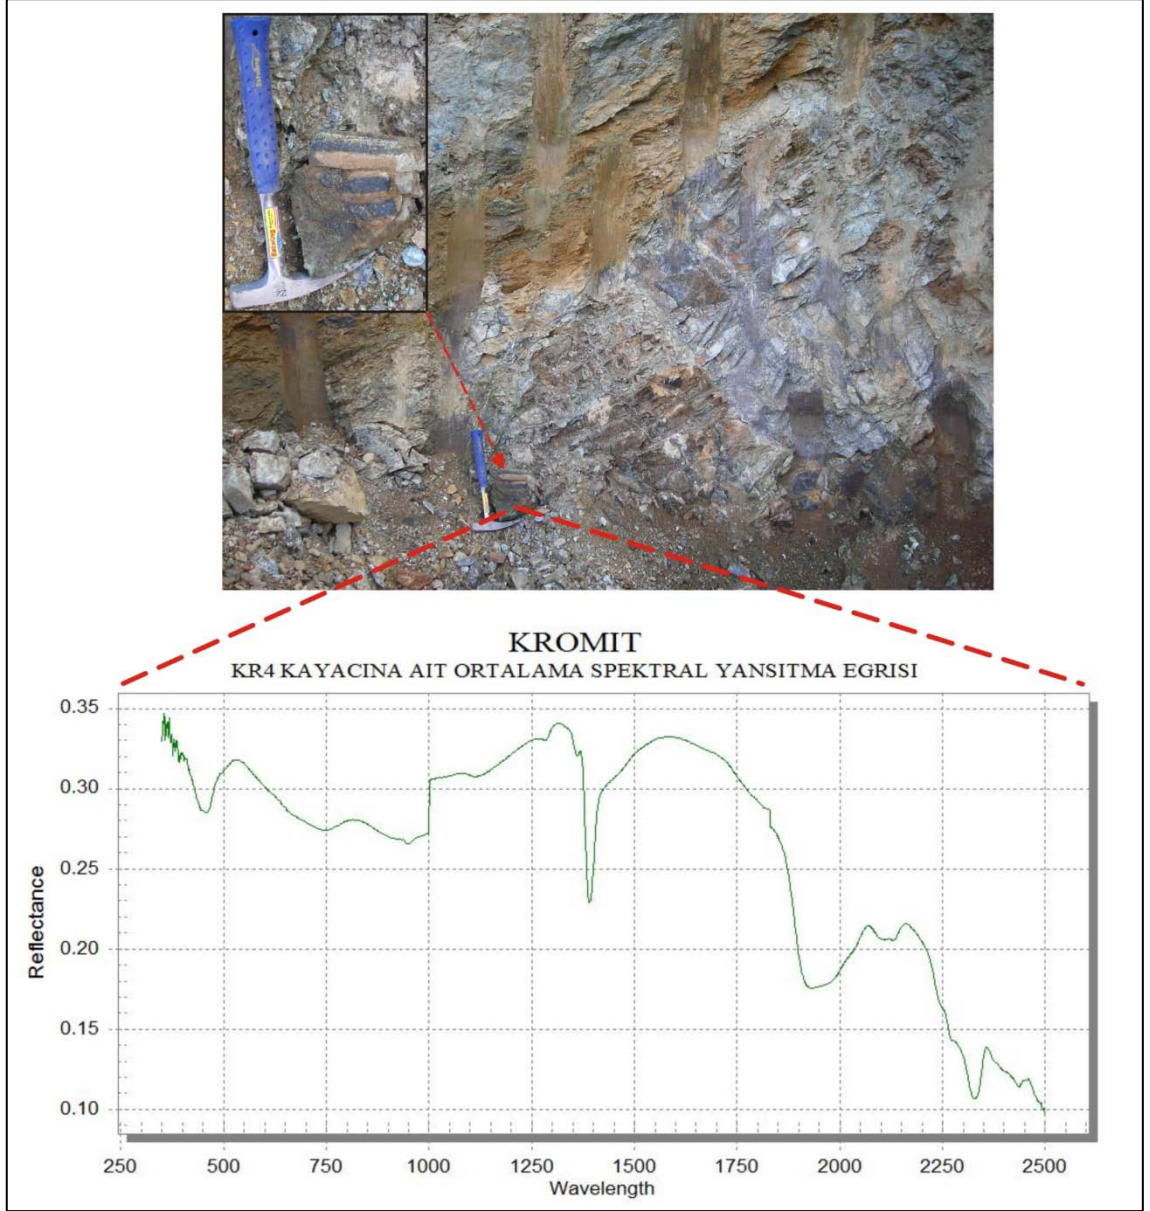 KROMIT
KR4 KAYACINA AIT ORTALAMA SPEKTRAL YANSITMA EGRISI
0.35
0.30
0.25
0.20
0.15
0.10
Reflectance
250 500 750 1000 1250 1500 1750 2000 2250 2500
Wavelength